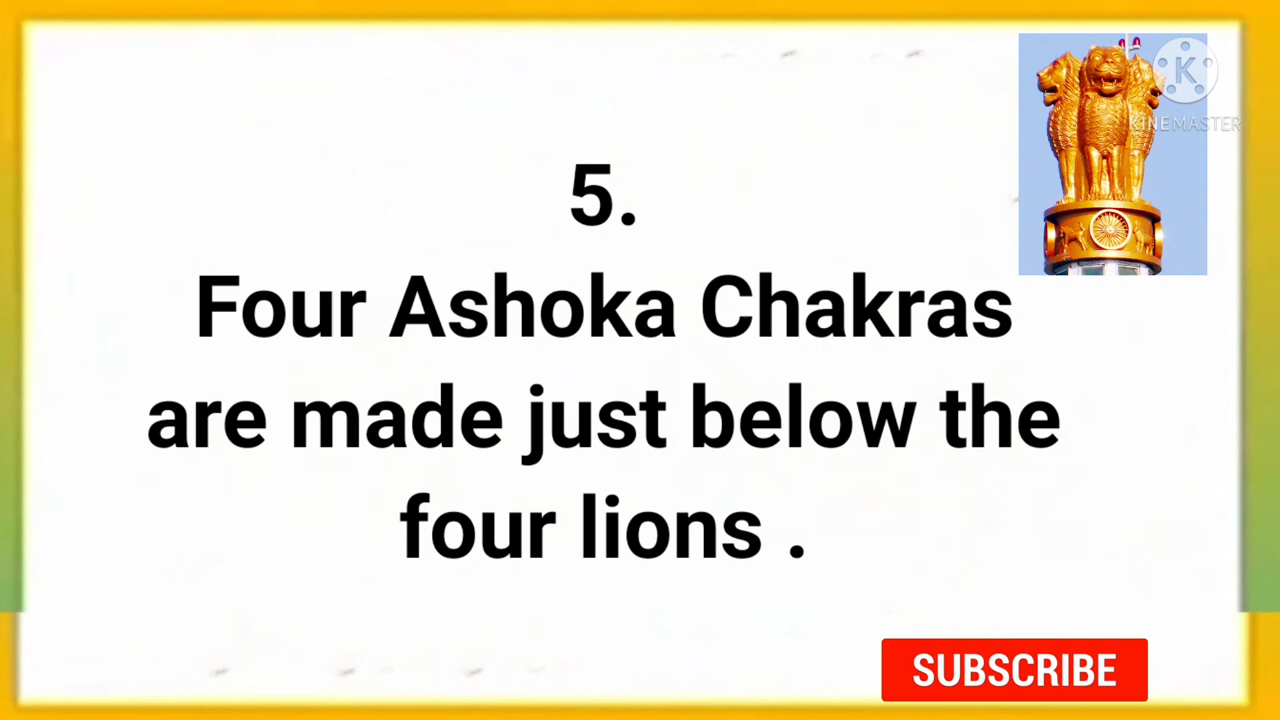 K
KINEMASTER
5.
Four Ashoka Chakras
are made just below the
four lions .
SUBSCRIBE